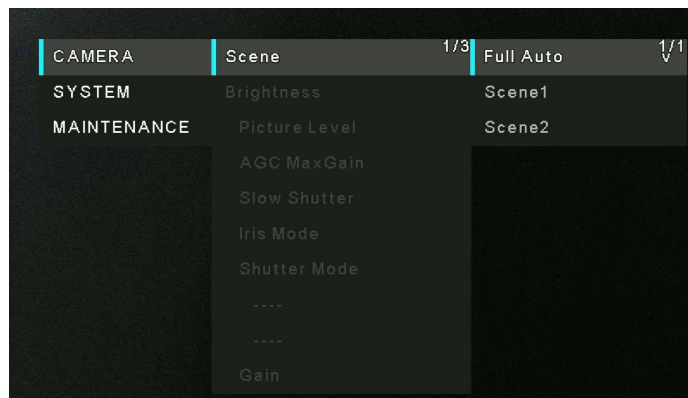 CAMERA
SYSTEM
MAINTENANCE
Scene 1/3
Brightness
Picture Level
AGC MaxGain
Slow Shutter
Iris Mode
Shutter Mode
----
----
Gain
Full Auto 1/1
v
Scene1
Scene2